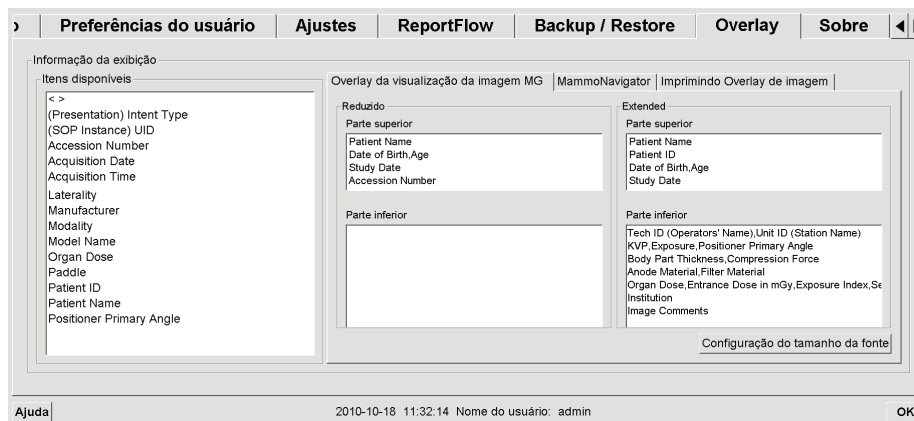 Preferências do usuário
Ajustes
ReportFlow
Backup / Restore
Overlay
Sobre
Informação da exibição
Itens disponíveis
< >
(Presentation) Intent Type
(SOP Instance) UID
Accession Number
Acquisition Date
Acquisition Time
Laterality
Manufacturer
Modality
Model Name
Organ Dose
Paddle
Patient ID
Patient Name
Positioner Primary Angle
Overlay da visualização da imagem MG
MammoNavigator
Imprimindo Overlay de imagem
Reduzido
Parte superior
Patient Name
Date of Birth,Age
Study Date
Accession Number
Parte inferior
Extended
Parte superior
Patient Name
Patient ID
Date of Birth,Age
Study Date
Parte inferior
Tech ID (Operators' Name),Unit ID (Station Name)
KVP,Exposure,Positioner Primary Angle
Body Part Thickness,Compression Force
Anode Material,Filter Material
Organ Dose,Entrance Dose in mGy,Exposure Index,Se
Institution
Image Comments
Configuração do tamanho da fonte
Ajuda
2010-10-18 11:32:14 Nome do usuário: admin
OK